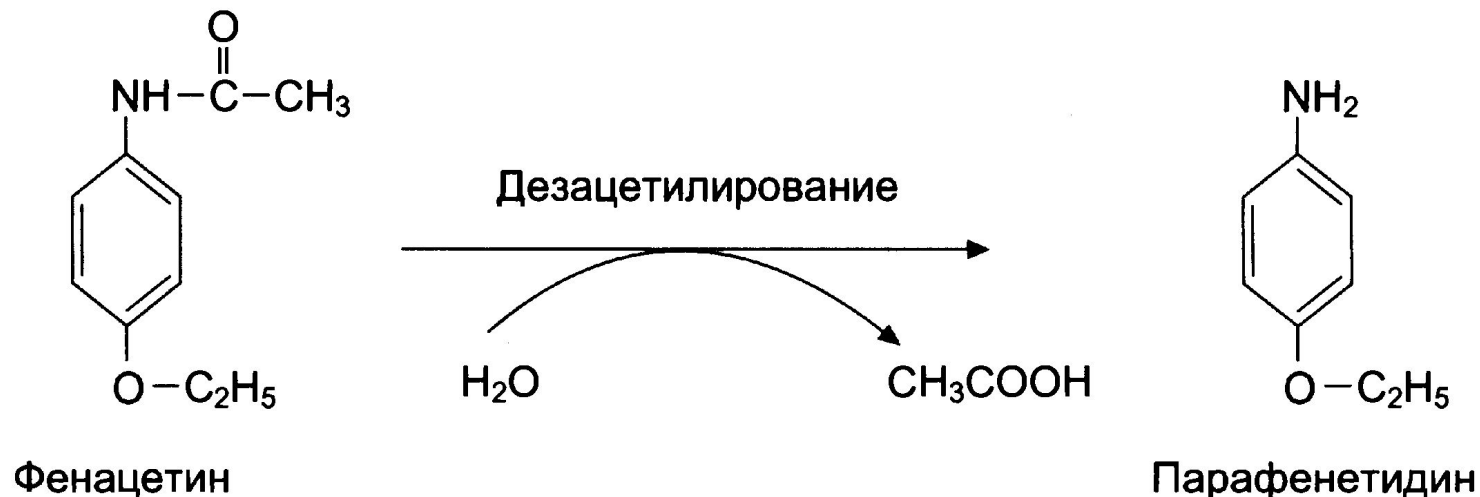 O
NH–C–CH₃
NH₂
Дезацетилирование
H₂O
CH₃COOH
O–C₂H₅
O–C₂H₅
Фенацетин
Парафенетидин